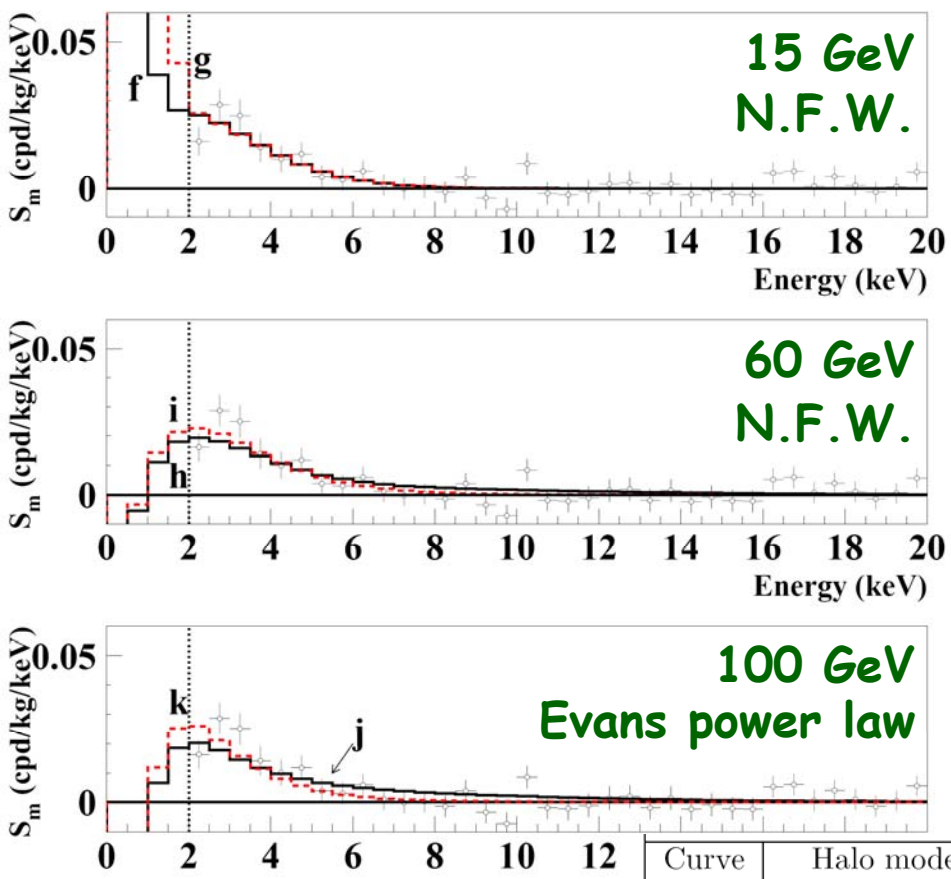 0.05
0
S_m (cpd/kg/keV)
f
g
15 GeV
N.F.W.
0 2 4 6 8 10 12 14 16 18 20
Energy (keV)
0.05
0
S_m (cpd/kg/keV)
i
h
60 GeV
N.F.W.
0 2 4 6 8 10 12 14 16 18 20
Energy (keV)
0.05
0
S_m (cpd/kg/keV)
k
j
100 GeV
Evans power law
0 2 4 6 8 10 12
Curve Halo mode